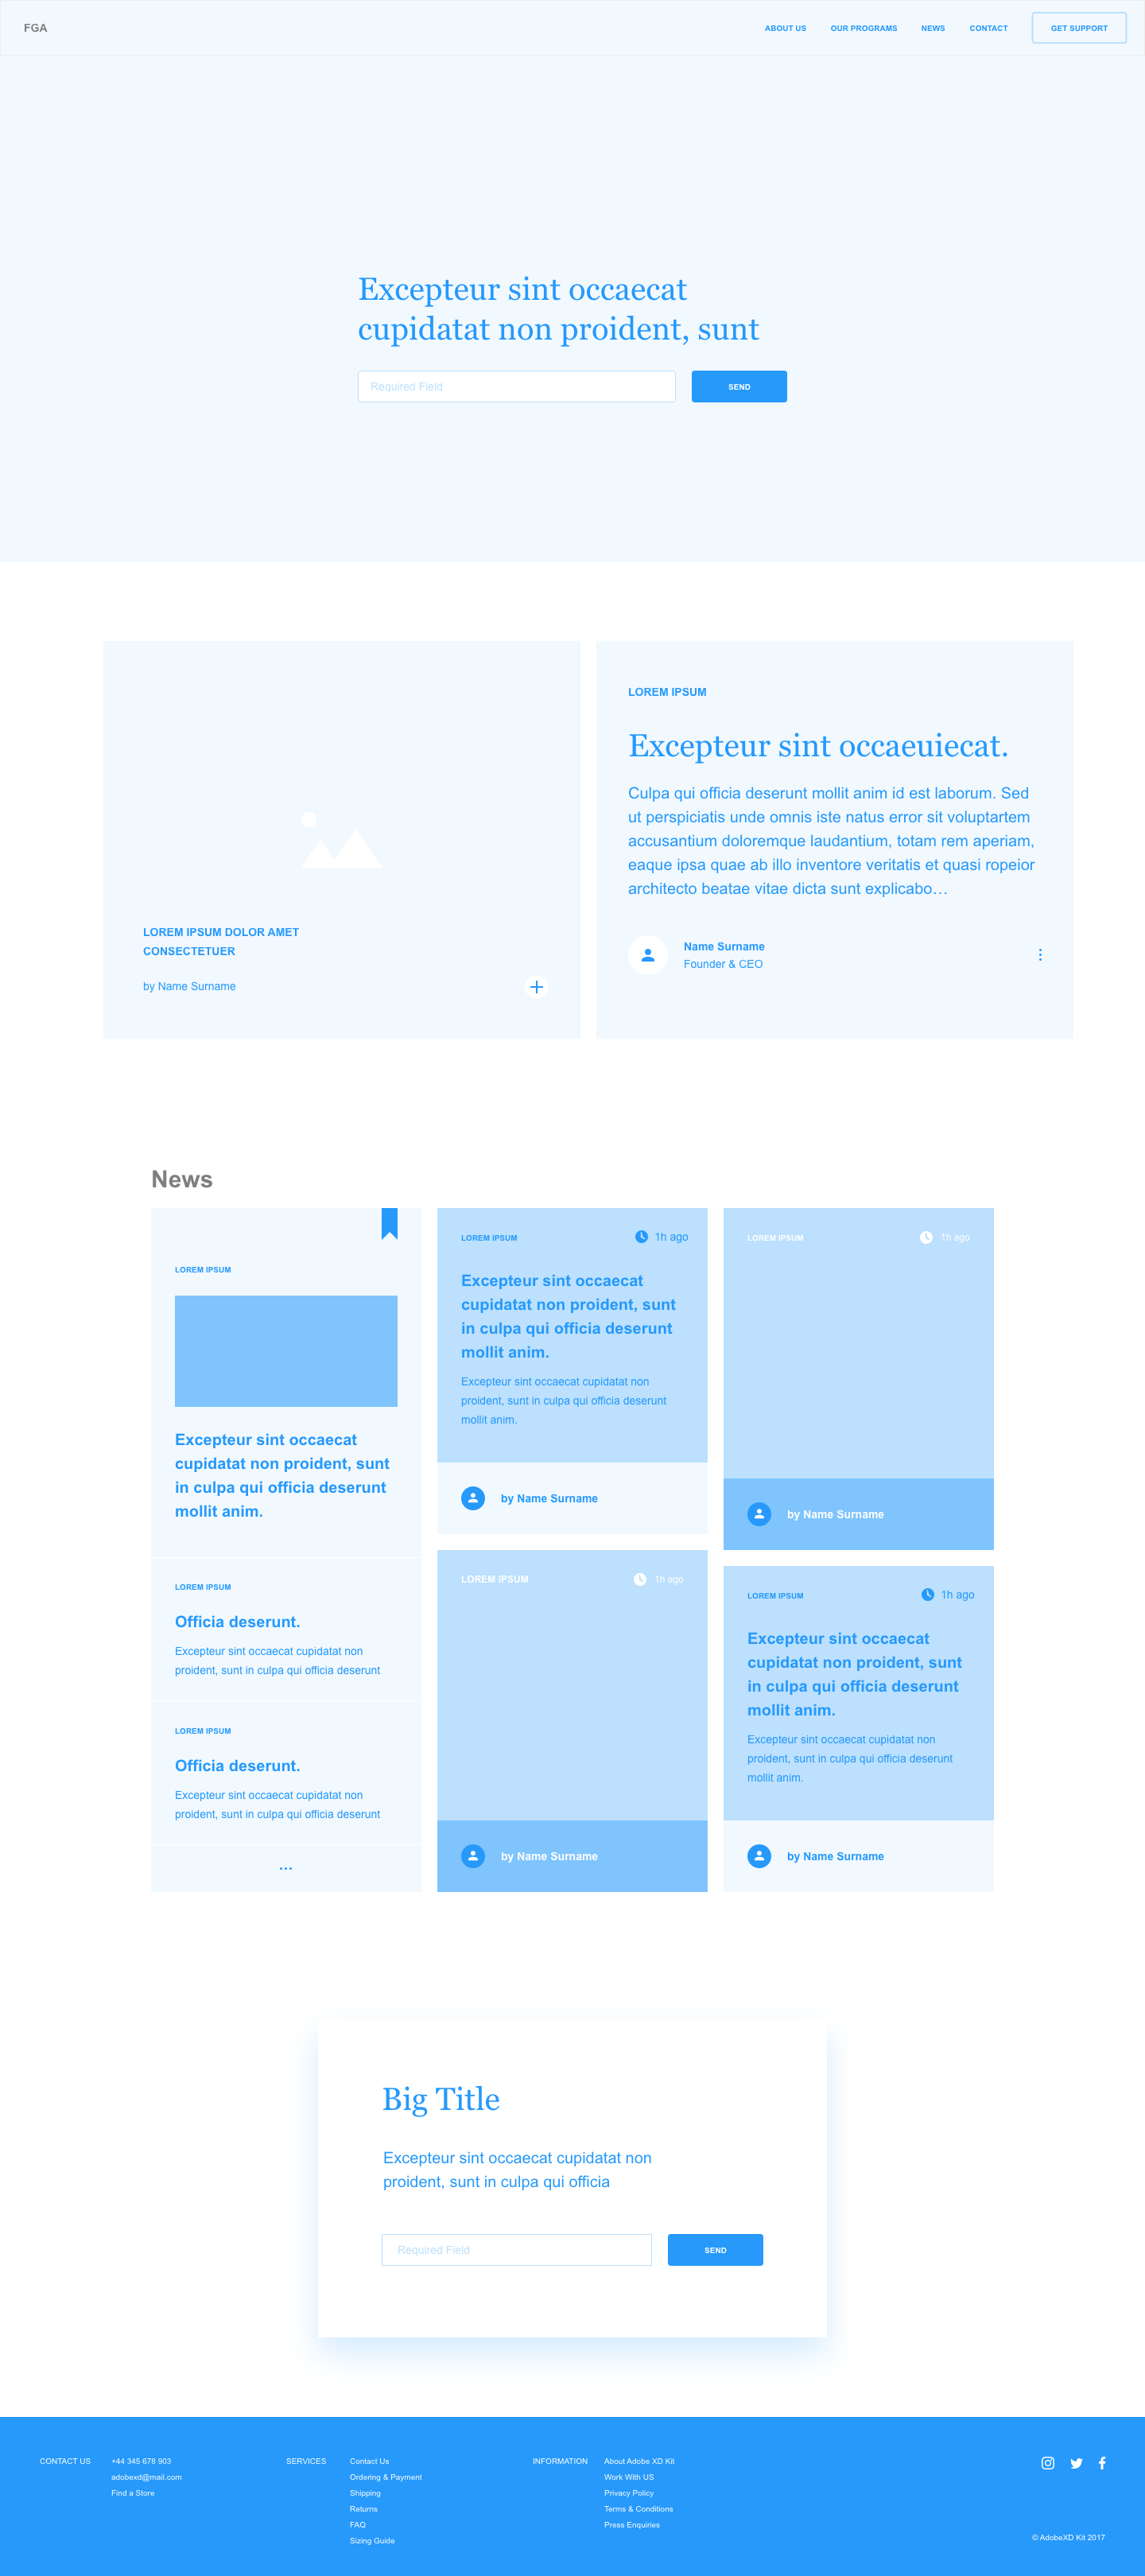 FGA
ABOUT US
OUR PROGRAMS
NEWS
CONTACT
GET SUPPORT
Excepteur sint occaecat
cupidatat non proident, sunt
Required Field
SEND
LOREM IPSUM DOLOR AMET
CONSECTETUER
by Name Surname
LOREM IPSUM
Excepteur sint occaeuiecat.
Culpa qui officia deserunt mollit anim id est laborum. Sed
ut perspiciatis unde omnis iste natus error sit voluptartem
accusantium doloremque laudantium, totam rem aperiam,
eaque ipsa quae ab illo inventore veritatis et quasi ropeior
architecto beatae vitae dicta sunt explicabo…
Name Surname
Founder & CEO
News
LOREM IPSUM
Excepteur sint occaecat
cupidatat non proident, sunt
in culpa qui officia deserunt
mollit anim.
LOREM IPSUM
Officia deserunt.
Excepteur sint occaecat cupidatat non
proident, sunt in culpa qui officia deserunt
LOREM IPSUM
Officia deserunt.
Excepteur sint occaecat cupidatat non
proident, sunt in culpa qui officia deserunt
LOREM IPSUM
1h ago
Excepteur sint occaecat
cupidatat non proident, sunt
in culpa qui officia deserunt
mollit anim.
Excepteur sint occaecat cupidatat non
proident, sunt in culpa qui officia deserunt
mollit anim.
by Name Surname
LOREM IPSUM
1h ago
by Name Surname
LOREM IPSUM
1h ago
by Name Surname
LOREM IPSUM
1h ago
Excepteur sint occaecat
cupidatat non proident, sunt
in culpa qui officia deserunt
mollit anim.
Excepteur sint occaecat cupidatat non
proident, sunt in culpa qui officia deserunt
mollit anim.
by Name Surname
Big Title
Excepteur sint occaecat cupidatat non
proident, sunt in culpa qui officia
Required Field
SEND
CONTACT US
+44 345 678 903
adobexd@mail.com
Find a Store
SERVICES
Contact Us
Ordering & Payment
Shipping
Returns
FAQ
Sizing Guide
INFORMATION
About Adobe XD Kit
Work With US
Privacy Policy
Terms & Conditions
Press Enquiries
© AdobeXD Kit 2017